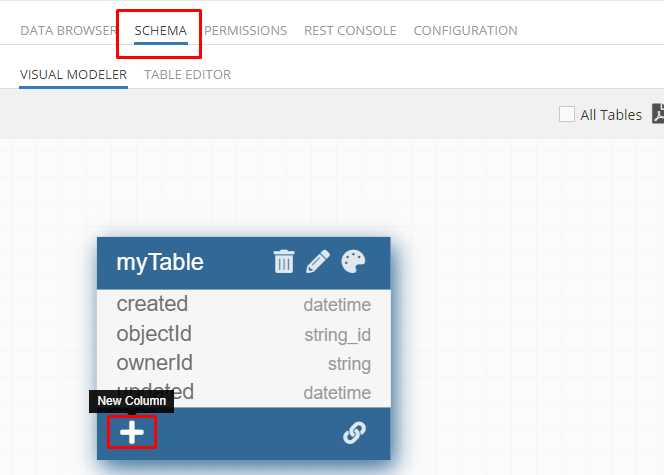 DATA BROWSER SCHEMA PERMISSIONS REST CONSOLE CONFIGURATION
VISUAL MODELER TABLE EDITOR
All Tables
myTable
created datetime
objectId string_id
ownerId string
updated datetime
New Column